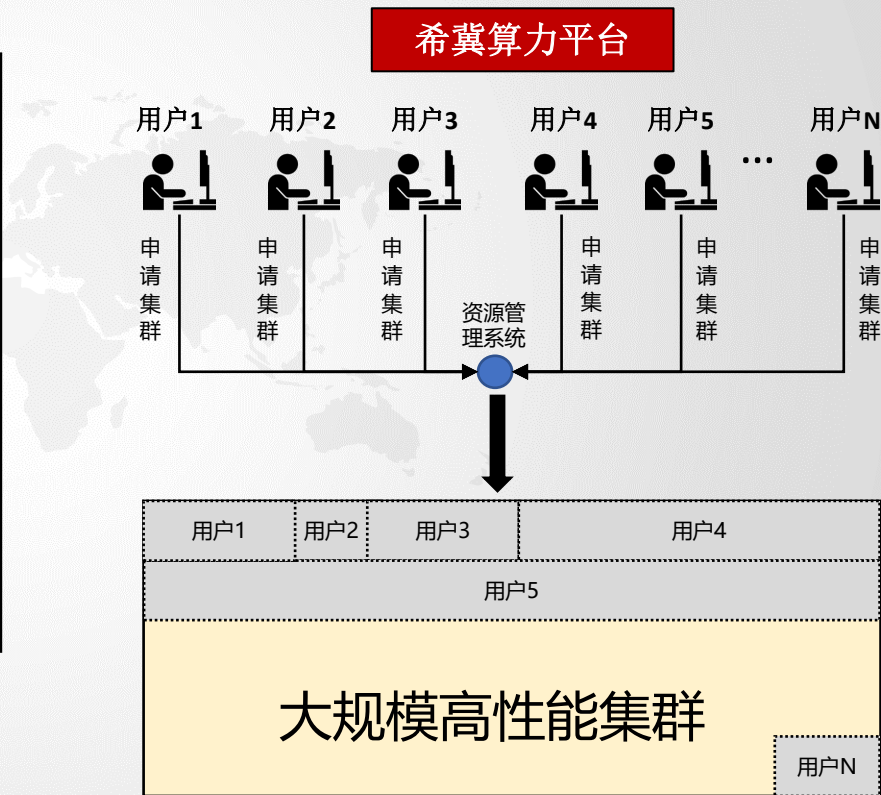 希冀算力平台
用户1
用户2
用户3
用户4
用户5
…
用户N
申请集群
申请集群
申请集群
资源管
理系统
申请集群
申请集群
申请集群
用户1
用户2
用户3
用户4
用户5
大规模高性能集群
用户N